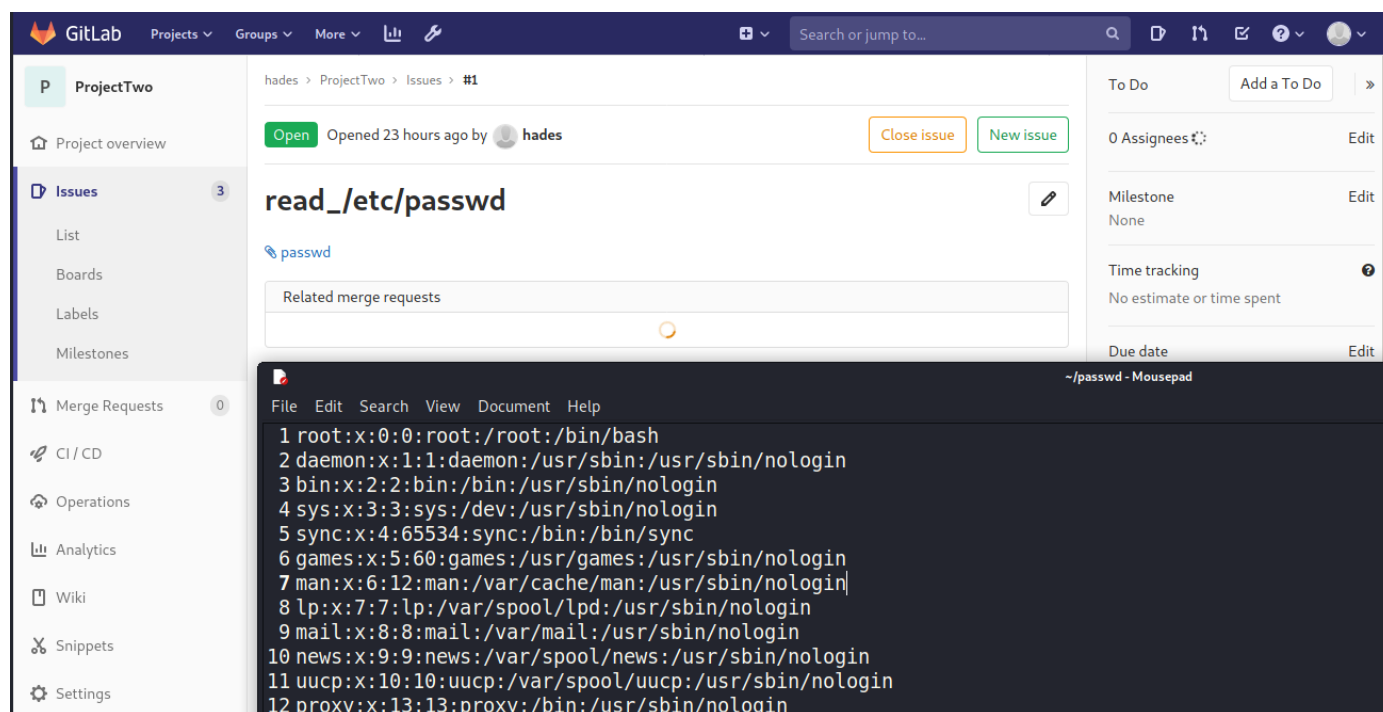 GitLab Projects Groups More Search or jump to...
P ProjectTwo
Project overview
Issues 3
List
Boards
Labels
Milestones
Merge Requests 0
CI / CD
Operations
Analytics
Wiki
Snippets
Settings
hades > ProjectTwo > Issues > #1
Open Opened 23 hours ago by hades Close issue New issue
read_/etc/passwd
passwd
Related merge requests
To Do Add a To Do »
0 Assignees Edit
Milestone Edit
None
Time tracking
No estimate or time spent
Due date Edit
~/passwd - Mousepad
File Edit Search View Document Help
1 root:x:0:0:root:/root:/bin/bash
2 daemon:x:1:1:daemon:/usr/sbin:/usr/sbin/nologin
3 bin:x:2:2:bin:/bin:/usr/sbin/nologin
4 sys:x:3:3:sys:/dev:/usr/sbin/nologin
5 sync:x:4:65534:sync:/bin:/bin/sync
6 games:x:5:60:games:/usr/games:/usr/sbin/nologin
7 man:x:6:12:man:/var/cache/man:/usr/sbin/nologin
8 lp:x:7:7:lp:/var/spool/lpd:/usr/sbin/nologin
9 mail:x:8:8:mail:/var/mail:/usr/sbin/nologin
10 news:x:9:9:news:/var/spool/news:/usr/sbin/nologin
11 uucp:x:10:10:uucp:/var/spool/uucp:/usr/sbin/nologin
12 proxy:x:13:13:proxy:/bin:/usr/sbin/nologin